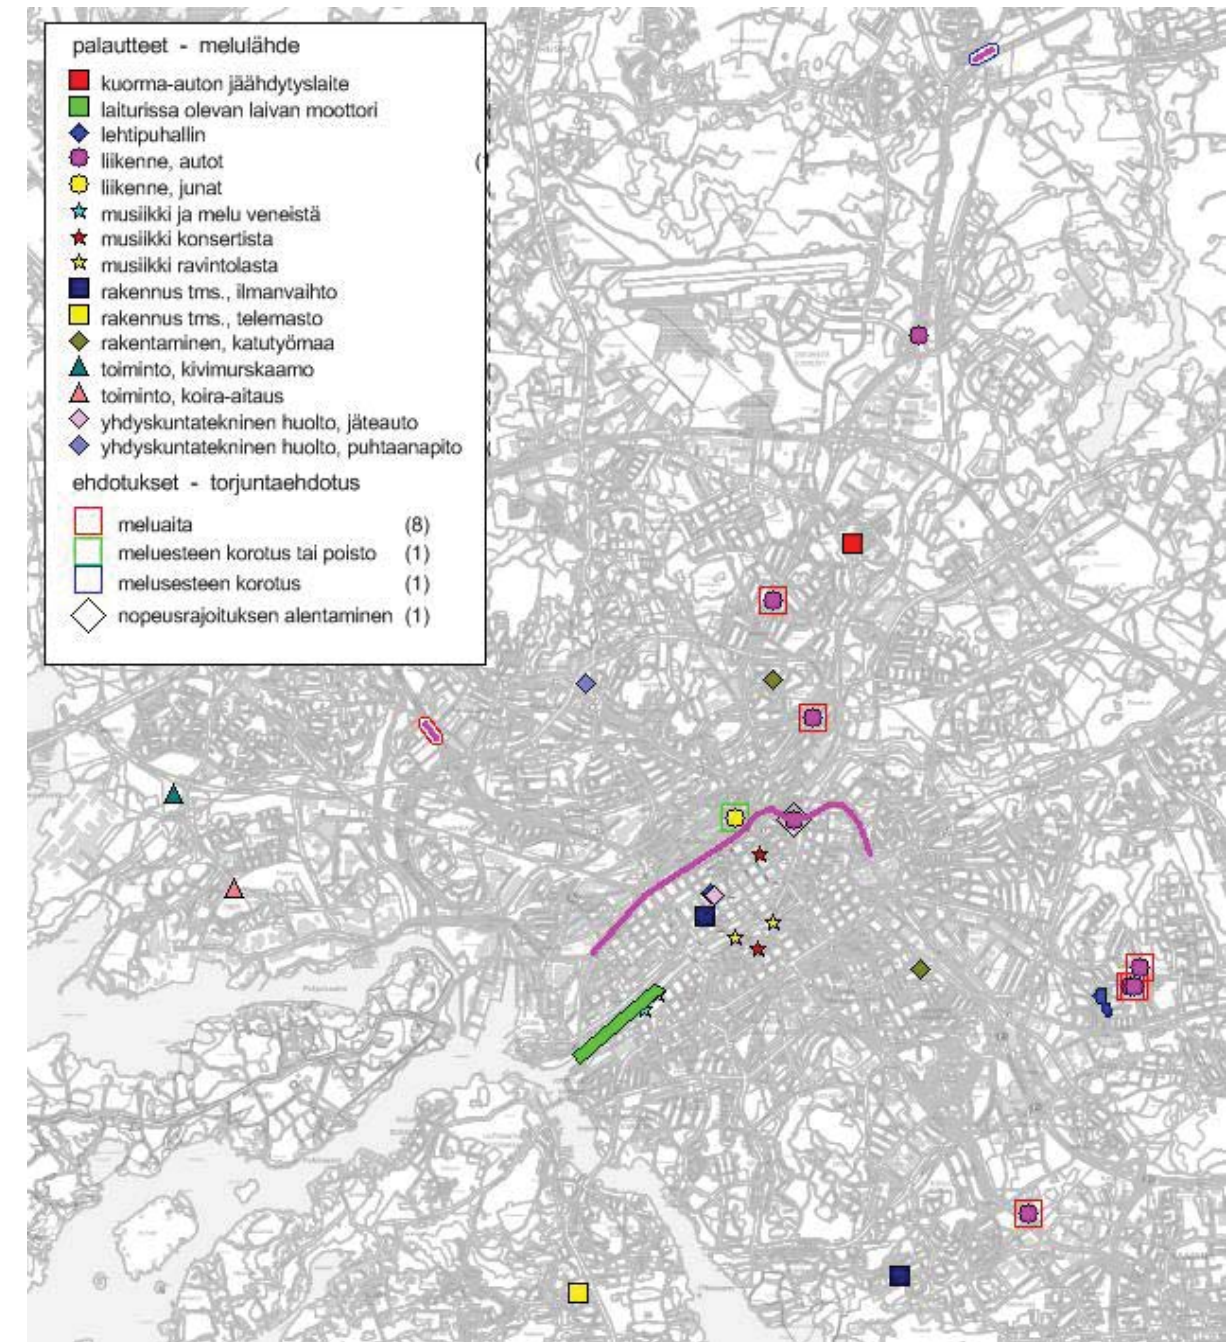 palautteet - melulähde
kuorma-auton jäähdytyslaite
laiturissa olevan laivan moottori
lehtipuhallin
liikenne, autot
liikenne, junat
musiikki ja melu veneistä
musiikki konsertista
musiikki ravintolasta
rakennus tms., ilmanvaihto
rakennus tms., telemasto
rakentaminen, katutyömaa
toiminto, kivimurskaamo
toiminto, koira-aitaus
yhdyskuntatekninen huolto, jäteauto
yhdyskuntatekninen huolto, puhtaanapito
ehdotukset - torjuntaehdotus
meluaita (8)
meluesteen korotus tai poisto (1)
melusesteen korotus (1)
nopeusrajoituksen alentaminen (1)